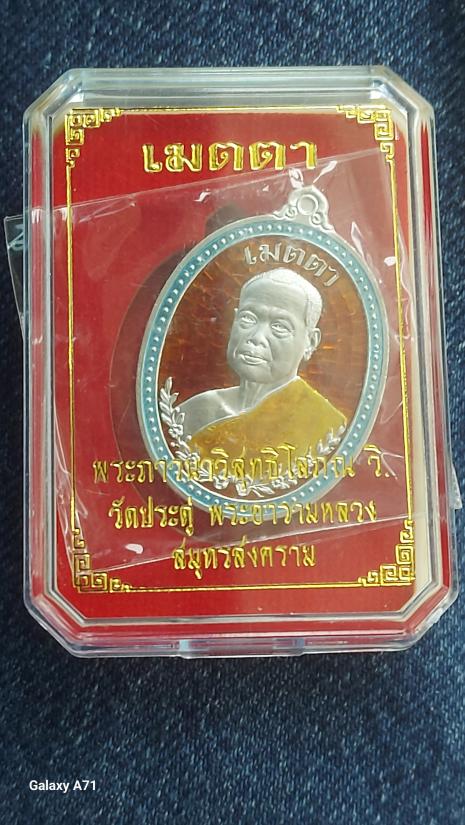 เมตตา
เมตตา
พระภาวนาวิสุทธิโสภณ วิ.
วัดประดู่ พระอารามหลวง
สมุทรสงคราม
Galaxy A71